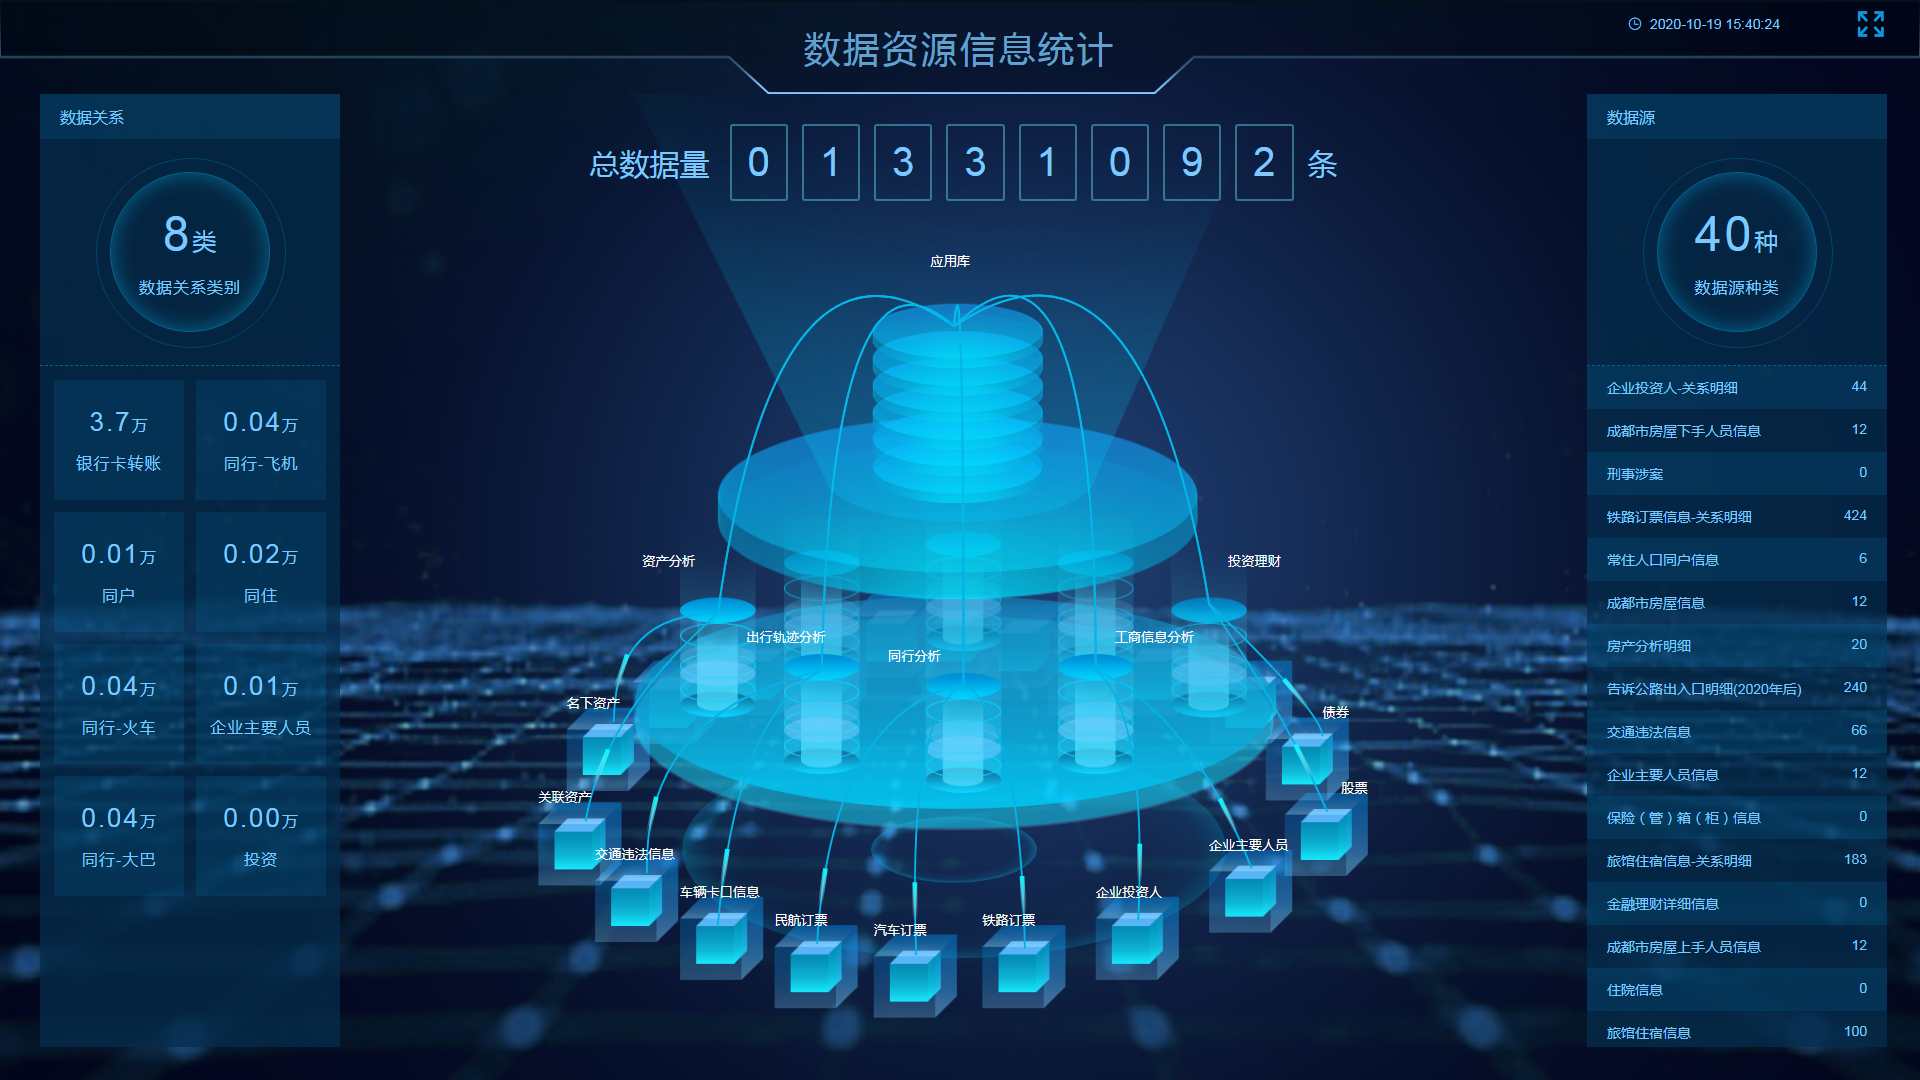 数据资源信息统计
2020-10-19 15:40:24
数据关系
8类
数据关系类别
3.7万
银行卡转账
0.04万
同行-飞机
0.01万
同户
0.02万
同住
0.04万
同行-火车
0.01万
企业主要人员
0.04万
同行-大巴
0.00万
投资
总数据量 0 1 3 3 1 0 9 2 条
应用库
资产分析
投资理财
出行轨迹分析
工商信息分析
同行分析
名下资产
债券
关联资产
股票
交通违法信息
企业主要人员
车辆卡口信息
企业投资人
民航订票
汽车订票
铁路订票
数据源
40种
数据源种类
企业投资人-关系明细 44
成都市房屋下手人员信息 12
刑事涉案 0
铁路订票信息-关系明细 424
常住人口同户信息 6
成都市房屋信息 12
房产分析明细 20
告诉公路出入口明细(2020年后) 240
交通违法信息 66
企业主要人员信息 12
保险（管）箱（柜）信息 0
旅馆住宿信息-关系明细 183
金融理财详细信息 0
成都市房屋上手人员信息 12
住院信息 0
旅馆住宿信息 100